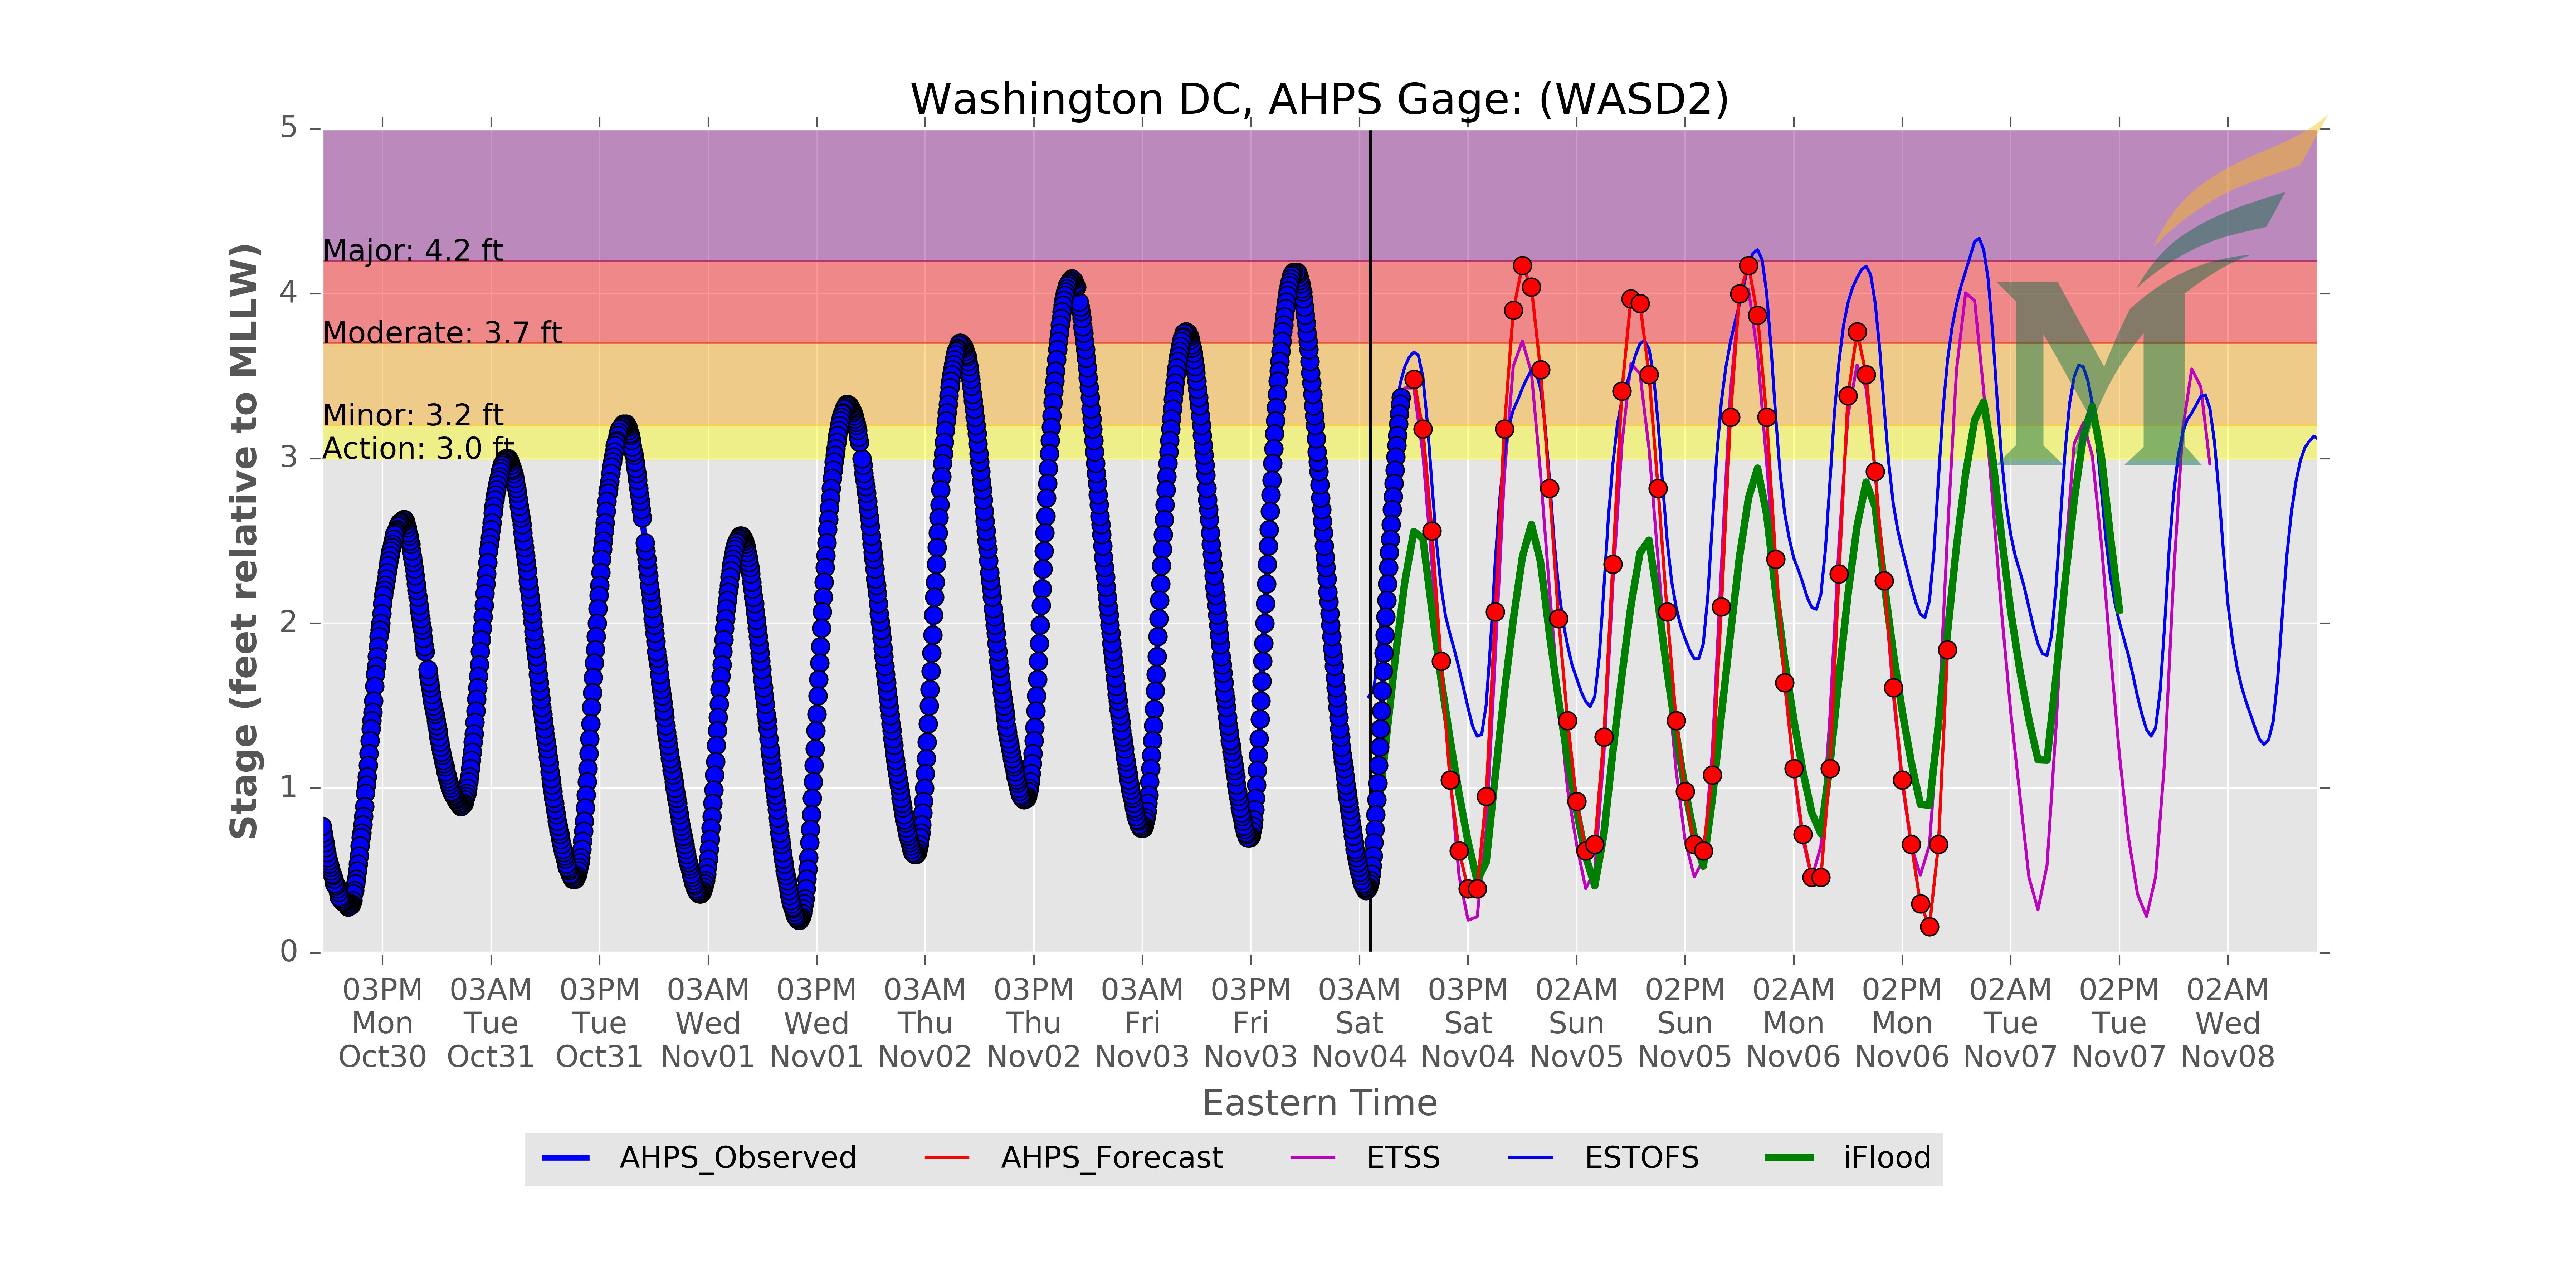 Washington DC, AHPS Gage: (WASD2)
Stage (feet relative to MLLW)
5
4
3
2
1
0
Major: 4.2 ft
Moderate: 3.7 ft
Minor: 3.2 ft
Action: 3.0 ft
M
03PM 03AM 03PM 03AM 03PM 03AM 03PM 03AM 03PM 03AM 03PM 02AM 02PM 02AM 02PM 02AM 02PM 02AM
Mon Tue Tue Wed Wed Thu Thu Fri Fri Sat Sat Sun Sun Mon Mon Tue Tue Wed
Oct30 Oct31 Oct31 Nov01 Nov01 Nov02 Nov02 Nov03 Nov03 Nov04 Nov04 Nov05 Nov05 Nov06 Nov06 Nov07 Nov07 Nov08
Eastern Time
AHPS_Observed AHPS_Forecast ETSS ESTOFS iFlood